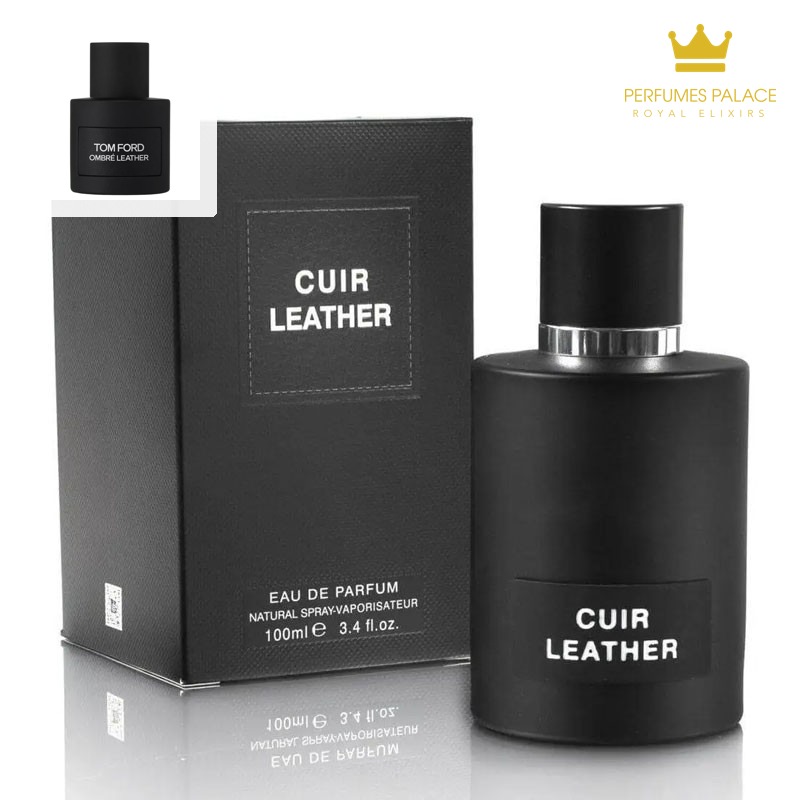 TOM FORD
OMBRÉ LEATHER
PERFUMES PALACE
ROYAL ELIXIRS
CUIR
LEATHER
EAU DE PARFUM
NATURAL SPRAY-VAPORISATEUR
100ml ℮ 3.4 fl.oz.
CUIR
LEATHER